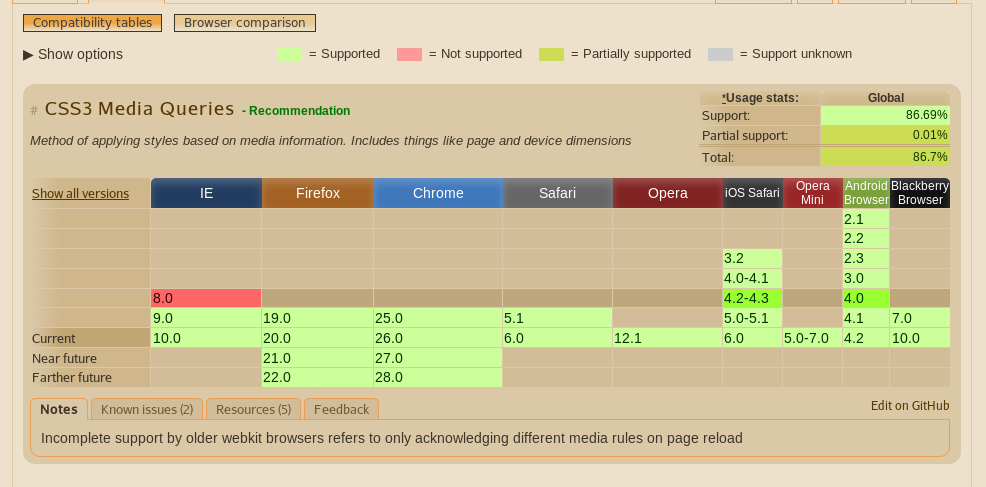 Compatibility tables Browser comparison
▶ Show options = Supported = Not supported = Partially supported = Support unknown
# CSS3 Media Queries - Recommendation
*Usage stats: Global
Support: 86.69%
Partial support: 0.01%
Total: 86.7%
Method of applying styles based on media information. Includes things like page and device dimensions
Show all versions IE Firefox Chrome Safari Opera iOS Safari Opera Mini Android Browser Blackberry Browser
2.1
2.2
3.2 2.3
4.0-4.1 3.0
8.0 4.2-4.3 4.0
9.0 19.0 25.0 5.1 5.0-5.1 4.1 7.0
Current 10.0 20.0 26.0 6.0 12.1 6.0 5.0-7.0 4.2 10.0
Near future 21.0 27.0
Farther future 22.0 28.0
Notes Known issues (2) Resources (5) Feedback Edit on GitHub
Incomplete support by older webkit browsers refers to only acknowledging different media rules on page reload